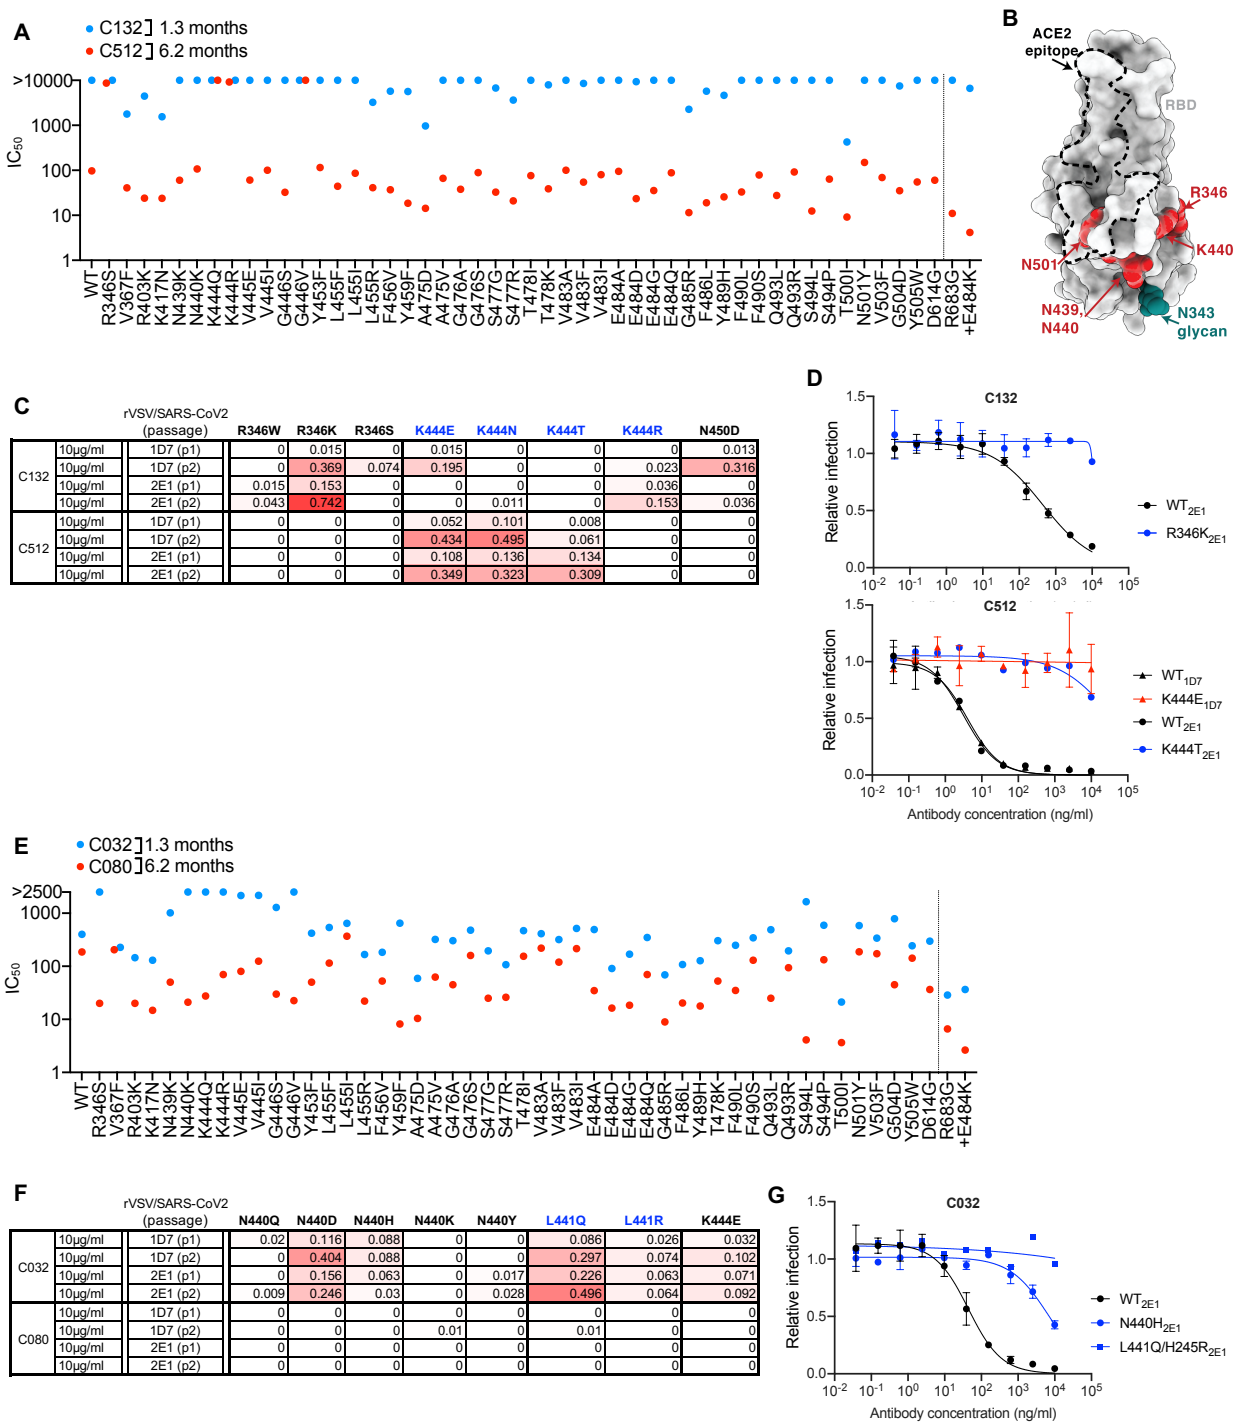 A
C132 ] 1.3 months
C512 ] 6.2 months
>10000
1000
100
10
1
IC50
WT
R346S
V367F
R403K
K417N
N439K
N440K
K444Q
K444R
V445E
V445I
G446S
G446V
Y453F
L455F
L455I
L455R
F456V
Y459F
A475D
A475V
G476A
G476S
S477G
S477R
T478I
T478K
V483A
V483F
V483I
E484A
E484D
E484G
E484Q
G485R
F486L
Y489H
F490L
F490S
Q493L
Q493R
S494L
S494P
T500I
N501Y
V503F
G504D
Y505W
D614G
R683G
+E484K
B
ACE2
epitope
RBD
R346
K440
N501
N439,
N440
N343
glycan
C
rVSV/SARS-CoV2
(passage) R346W R346K R346S K444E K444N K444T K444R N450D
C132
10µg/ml 1D7 (p1) 0 0.015 0 0.015 0 0 0 0.013
10µg/ml 1D7 (p2) 0 0.369 0.074 0.195 0 0 0.023 0.316
10µg/ml 2E1 (p1) 0.015 0.153 0 0 0 0 0.036 0
10µg/ml 2E1 (p2) 0.043 0.742 0 0 0.011 0 0.153 0.036
C512
10µg/ml 1D7 (p1) 0 0 0 0.052 0.101 0.008 0 0
10µg/ml 1D7 (p2) 0 0 0 0.434 0.495 0.061 0 0
10µg/ml 2E1 (p1) 0 0 0 0.108 0.136 0.134 0 0
10µg/ml 2E1 (p2) 0 0 0 0.349 0.323 0.309 0 0
D
C132
Relative infection
1.5
1.0
0.5
0.0
10-2 10-1 100 101 102 103 104 105
WT2E1
R346K2E1
C512
Relative infection
1.5
1.0
0.5
0.0
10-2 10-1 100 101 102 103 104 105
Antibody concentration (ng/ml)
WT1D7
K444E1D7
WT2E1
K444T2E1
E
C032 ] 1.3 months
C080 ] 6.2 months
>2500
1000
100
10
1
IC50
WT
R346S
V367F
R403K
K417N
N439K
N440K
K444Q
K444R
V445E
V445I
G446S
G446V
Y453F
L455F
L455I
L455R
F456V
Y459F
A475D
A475V
G476A
G476S
S477G
S477R
T478I
V483A
V483F
V483I
E484A
E484D
E484G
E484Q
G485R
F486L
Y489H
T478K
F490L
F490S
Q493L
Q493R
S494L
S494P
T500I
N501Y
V503F
G504D
Y505W
D614G
R683G
+E484K
F
rVSV/SARS-CoV2
(passage) N440Q N440D N440H N440K N440Y L441Q L441R K444E
C032
10µg/ml 1D7 (p1) 0.02 0.116 0.088 0 0 0.086 0.026 0.032
10µg/ml 1D7 (p2) 0 0.404 0.088 0 0 0.297 0.074 0.102
10µg/ml 2E1 (p1) 0 0.156 0.063 0 0.017 0.226 0.063 0.071
10µg/ml 2E1 (p2) 0.009 0.246 0.03 0 0.028 0.496 0.064 0.092
C080
10µg/ml 1D7 (p1) 0 0 0 0 0 0 0 0
10µg/ml 1D7 (p2) 0 0 0 0.01 0 0.01 0 0
10µg/ml 2E1 (p1) 0 0 0 0 0 0 0 0
10µg/ml 2E1 (p2) 0 0 0 0 0 0 0 0
G
C032
Relative infection
1.5
1.0
0.5
0.0
10-2 10-1 100 101 102 103 104 105
Antibody concentration (ng/ml)
WT2E1
N440H2E1
L441Q/H245R2E1